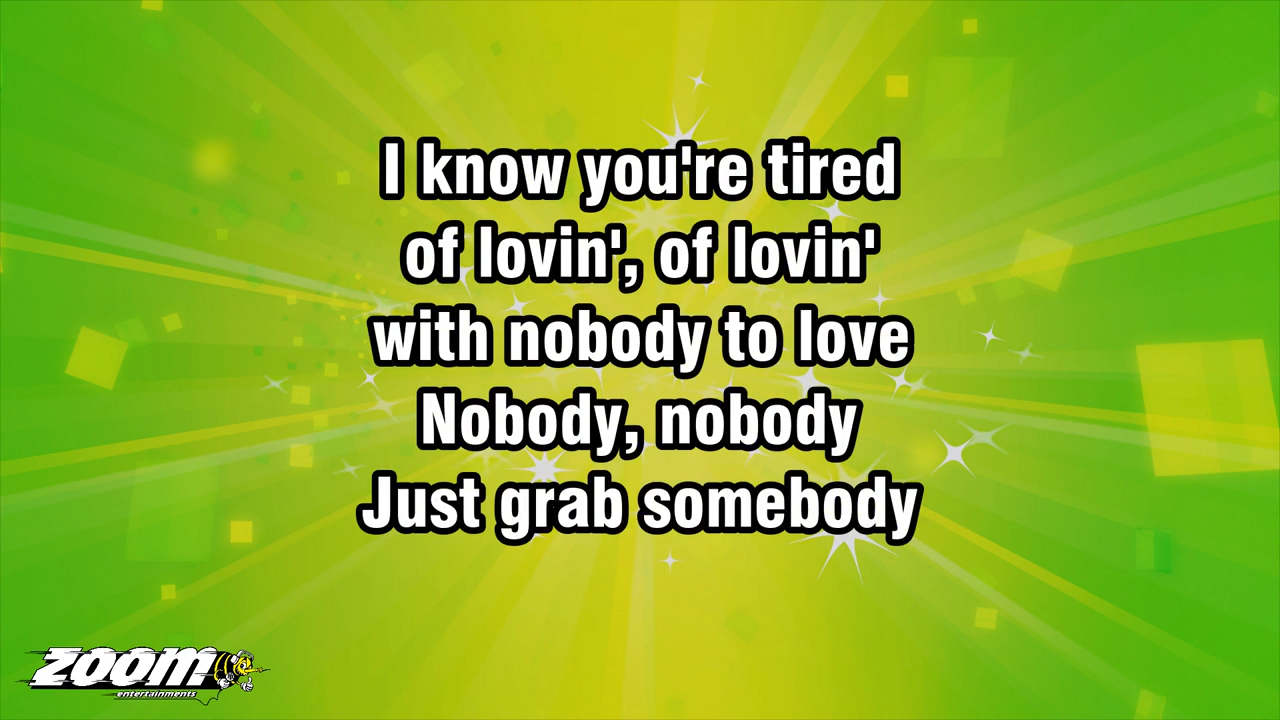 I know you're tired
of lovin', of lovin'
with nobody to love
Nobody, nobody
Just grab somebody
zoom
entertainments